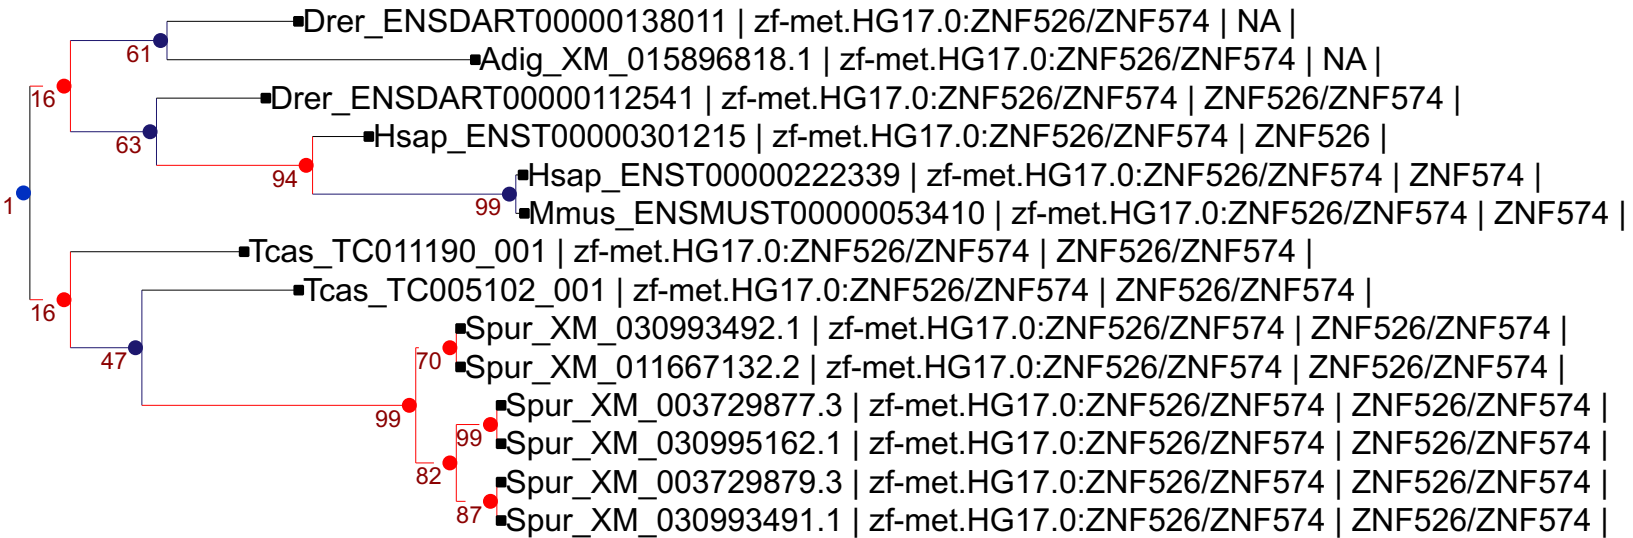 Drer_ENSDART00000138011 | zf-met.HG17.0:ZNF526/ZNF574 | NA |
61
Adig_XM_015896818.1 | zf-met.HG17.0:ZNF526/ZNF574 | NA |
16
Drer_ENSDART00000112541 | zf-met.HG17.0:ZNF526/ZNF574 | ZNF526/ZNF574 |
63
Hsap_ENST00000301215 | zf-met.HG17.0:ZNF526/ZNF574 | ZNF526 |
94
Hsap_ENST00000222339 | zf-met.HG17.0:ZNF526/ZNF574 | ZNF574 |
99
Mmus_ENSMUST00000053410 | zf-met.HG17.0:ZNF526/ZNF574 | ZNF574 |
1
Tcas_TC011190_001 | zf-met.HG17.0:ZNF526/ZNF574 | ZNF526/ZNF574 |
16
Tcas_TC005102_001 | zf-met.HG17.0:ZNF526/ZNF574 | ZNF526/ZNF574 |
47
Spur_XM_030993492.1 | zf-met.HG17.0:ZNF526/ZNF574 | ZNF526/ZNF574 |
70
Spur_XM_011667132.2 | zf-met.HG17.0:ZNF526/ZNF574 | ZNF526/ZNF574 |
99
Spur_XM_003729877.3 | zf-met.HG17.0:ZNF526/ZNF574 | ZNF526/ZNF574 |
99
Spur_XM_030995162.1 | zf-met.HG17.0:ZNF526/ZNF574 | ZNF526/ZNF574 |
82
Spur_XM_003729879.3 | zf-met.HG17.0:ZNF526/ZNF574 | ZNF526/ZNF574 |
87
Spur_XM_030993491.1 | zf-met.HG17.0:ZNF526/ZNF574 | ZNF526/ZNF574 |